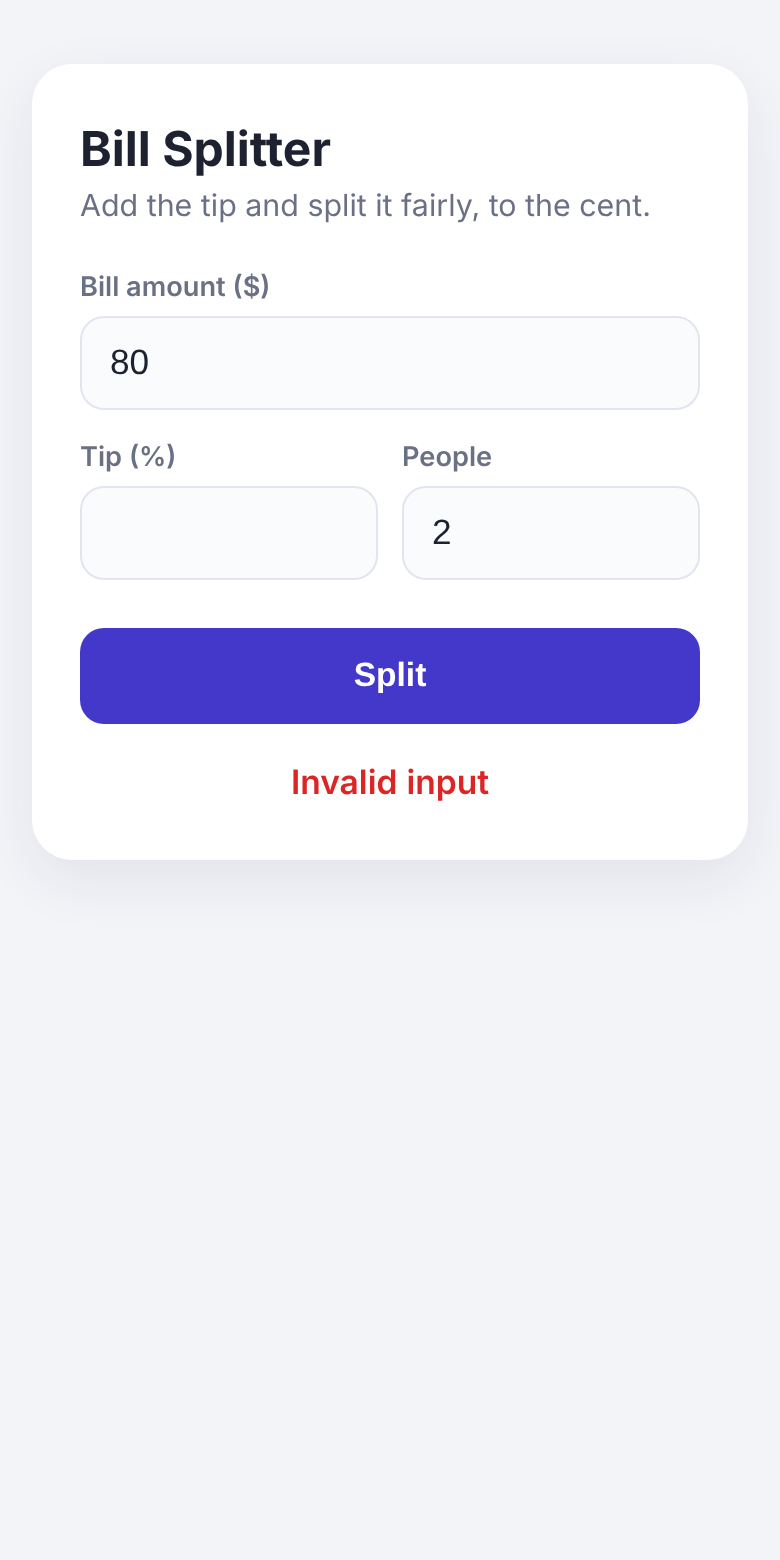 Bill Splitter
Add the tip and split it fairly, to the cent.
Bill amount ($)
80
Tip (%)
People
2
Split
Invalid input